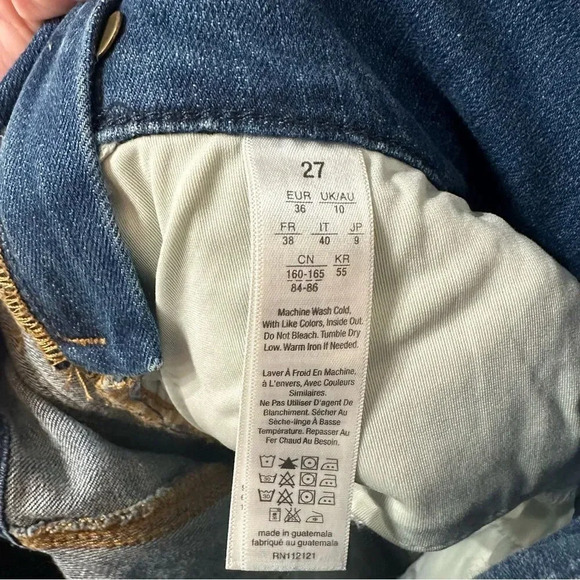 27
EUR UK/AU
36 10
FR IT JP
38 40 9
CN KR
160-165 55
84-86
Machine Wash Cold,
With Like Colors, Inside Out.
Do Not Bleach. Tumble Dry
Low. Warm Iron If Needed.
Laver À Froid En Machine,
à L'envers, Avec Couleurs
Similaires.
Ne Pas Utiliser D'agent De
Blanchiment. Sécher Au
Sèche-linge À Basse
Température. Repasser Au
Fer Chaud Au Besoin.
made in guatemala
fabriqué au guatemala
RN112121